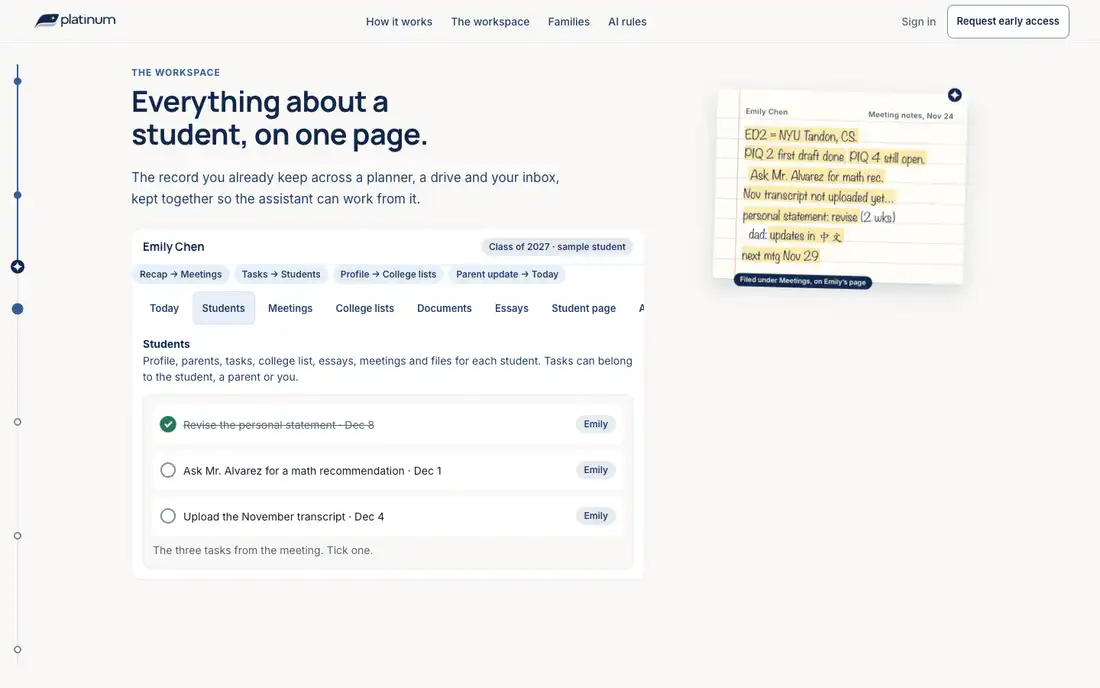 platinum
How it works
The workspace
Families
AI rules
Sign in
Request early access
THE WORKSPACE
Everything about a
student, on one page.
The record you already keep across a planner, a drive and your inbox,
kept together so the assistant can work from it.
Emily Chen
Class of 2027 · sample student
Recap → Meetings
Tasks → Students
Profile → College lists
Parent update → Today
Today
Students
Meetings
College lists
Documents
Essays
Student page
Students
Profile, parents, tasks, college list, essays, meetings and files for each student. Tasks can belong
to the student, a parent or you.
Revise the personal statement · Dec 8
Emily
Ask Mr. Alvarez for a math recommendation · Dec 1
Emily
Upload the November transcript · Dec 4
Emily
The three tasks from the meeting. Tick one.
Emily Chen
Meeting notes, Nov 24
ED2 = NYU Tandon, CS.
PIQ 2 first draft done, PIQ 4 still open.
Ask Mr. Alvarez for math rec.
Nov transcript not uploaded yet...
personal statement: revise (2 wks)
dad: updates in 中文
next mtg Nov 29
Filed under Meetings, on Emily's page